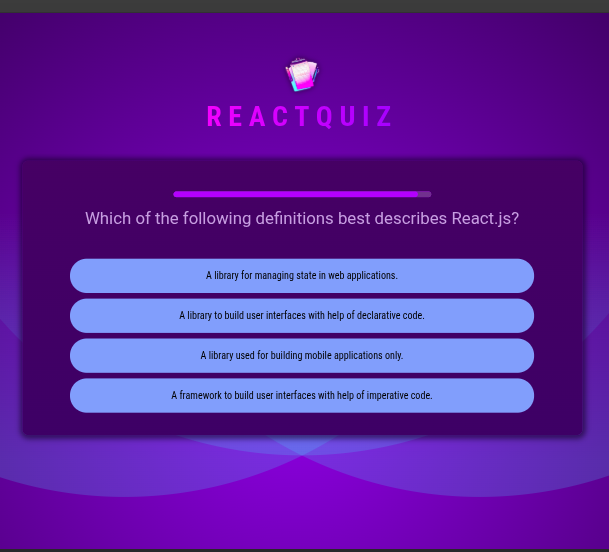 REACTQUIZ
Which of the following definitions best describes React.js?
A library for managing state in web applications.
A library to build user interfaces with help of declarative code.
A library used for building mobile applications only.
A framework to build user interfaces with help of imperative code.